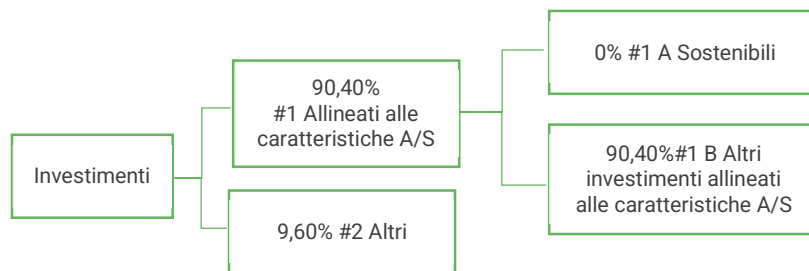 Investimenti
90,40%
#1 Allineati alle
caratteristiche A/S
9,60% #2 Altri
0% #1 A Sostenibili
90,40%#1 B Altri
investimenti allineati
alle caratteristiche A/S